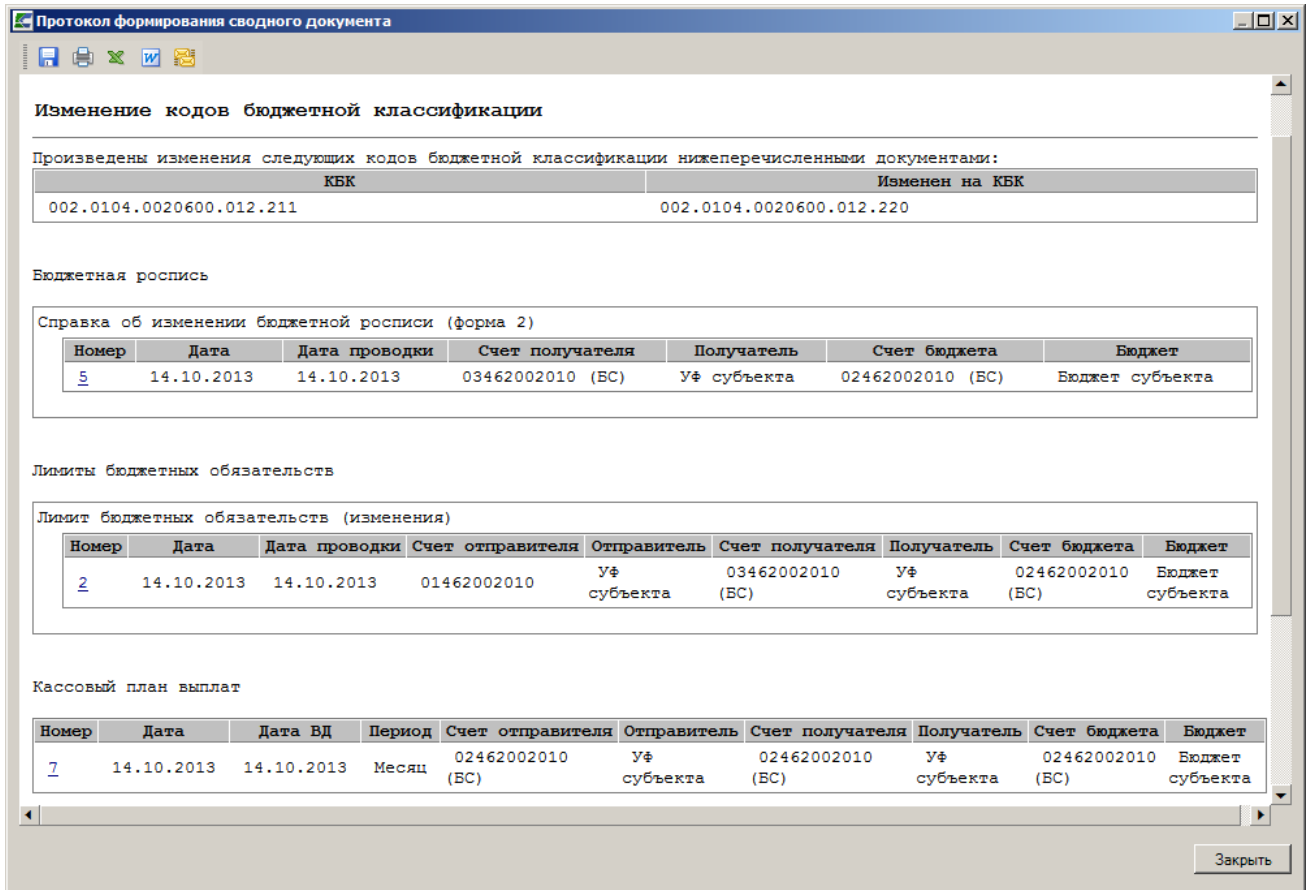 Протокол формирования сводного документа
Изменение кодов бюджетной классификации
Произведены изменения следующих кодов бюджетной классификации нижеперечисленными документами:
КБК Изменен на КБК
002.0104.0020600.012.211 002.0104.0020600.012.220
Бюджетная роспись
Справка об изменении бюджетной росписи (форма 2)
Номер Дата Дата проводки Счет получателя Получатель Счет бюджета Бюджет
5 14.10.2013 14.10.2013 03462002010 (БС) УФ субъекта 02462002010 (БС) Бюджет субъекта
Лимиты бюджетных обязательств
Лимит бюджетных обязательств (изменения)
Номер Дата Дата проводки Счет отправителя Отправитель Счет получателя Получатель Счет бюджета Бюджет
2 14.10.2013 14.10.2013 01462002010 УФ субъекта 03462002010 (БС) УФ субъекта 02462002010 (БС) Бюджет субъекта
Кассовый план выплат
Номер Дата Дата ВД Период Счет отправителя Отправитель Счет получателя Получатель Счет бюджета Бюджет
7 14.10.2013 14.10.2013 Месяц 02462002010 (БС) УФ субъекта 02462002010 (БС) УФ субъекта 02462002010 (БС) Бюджет субъекта
Закрыть